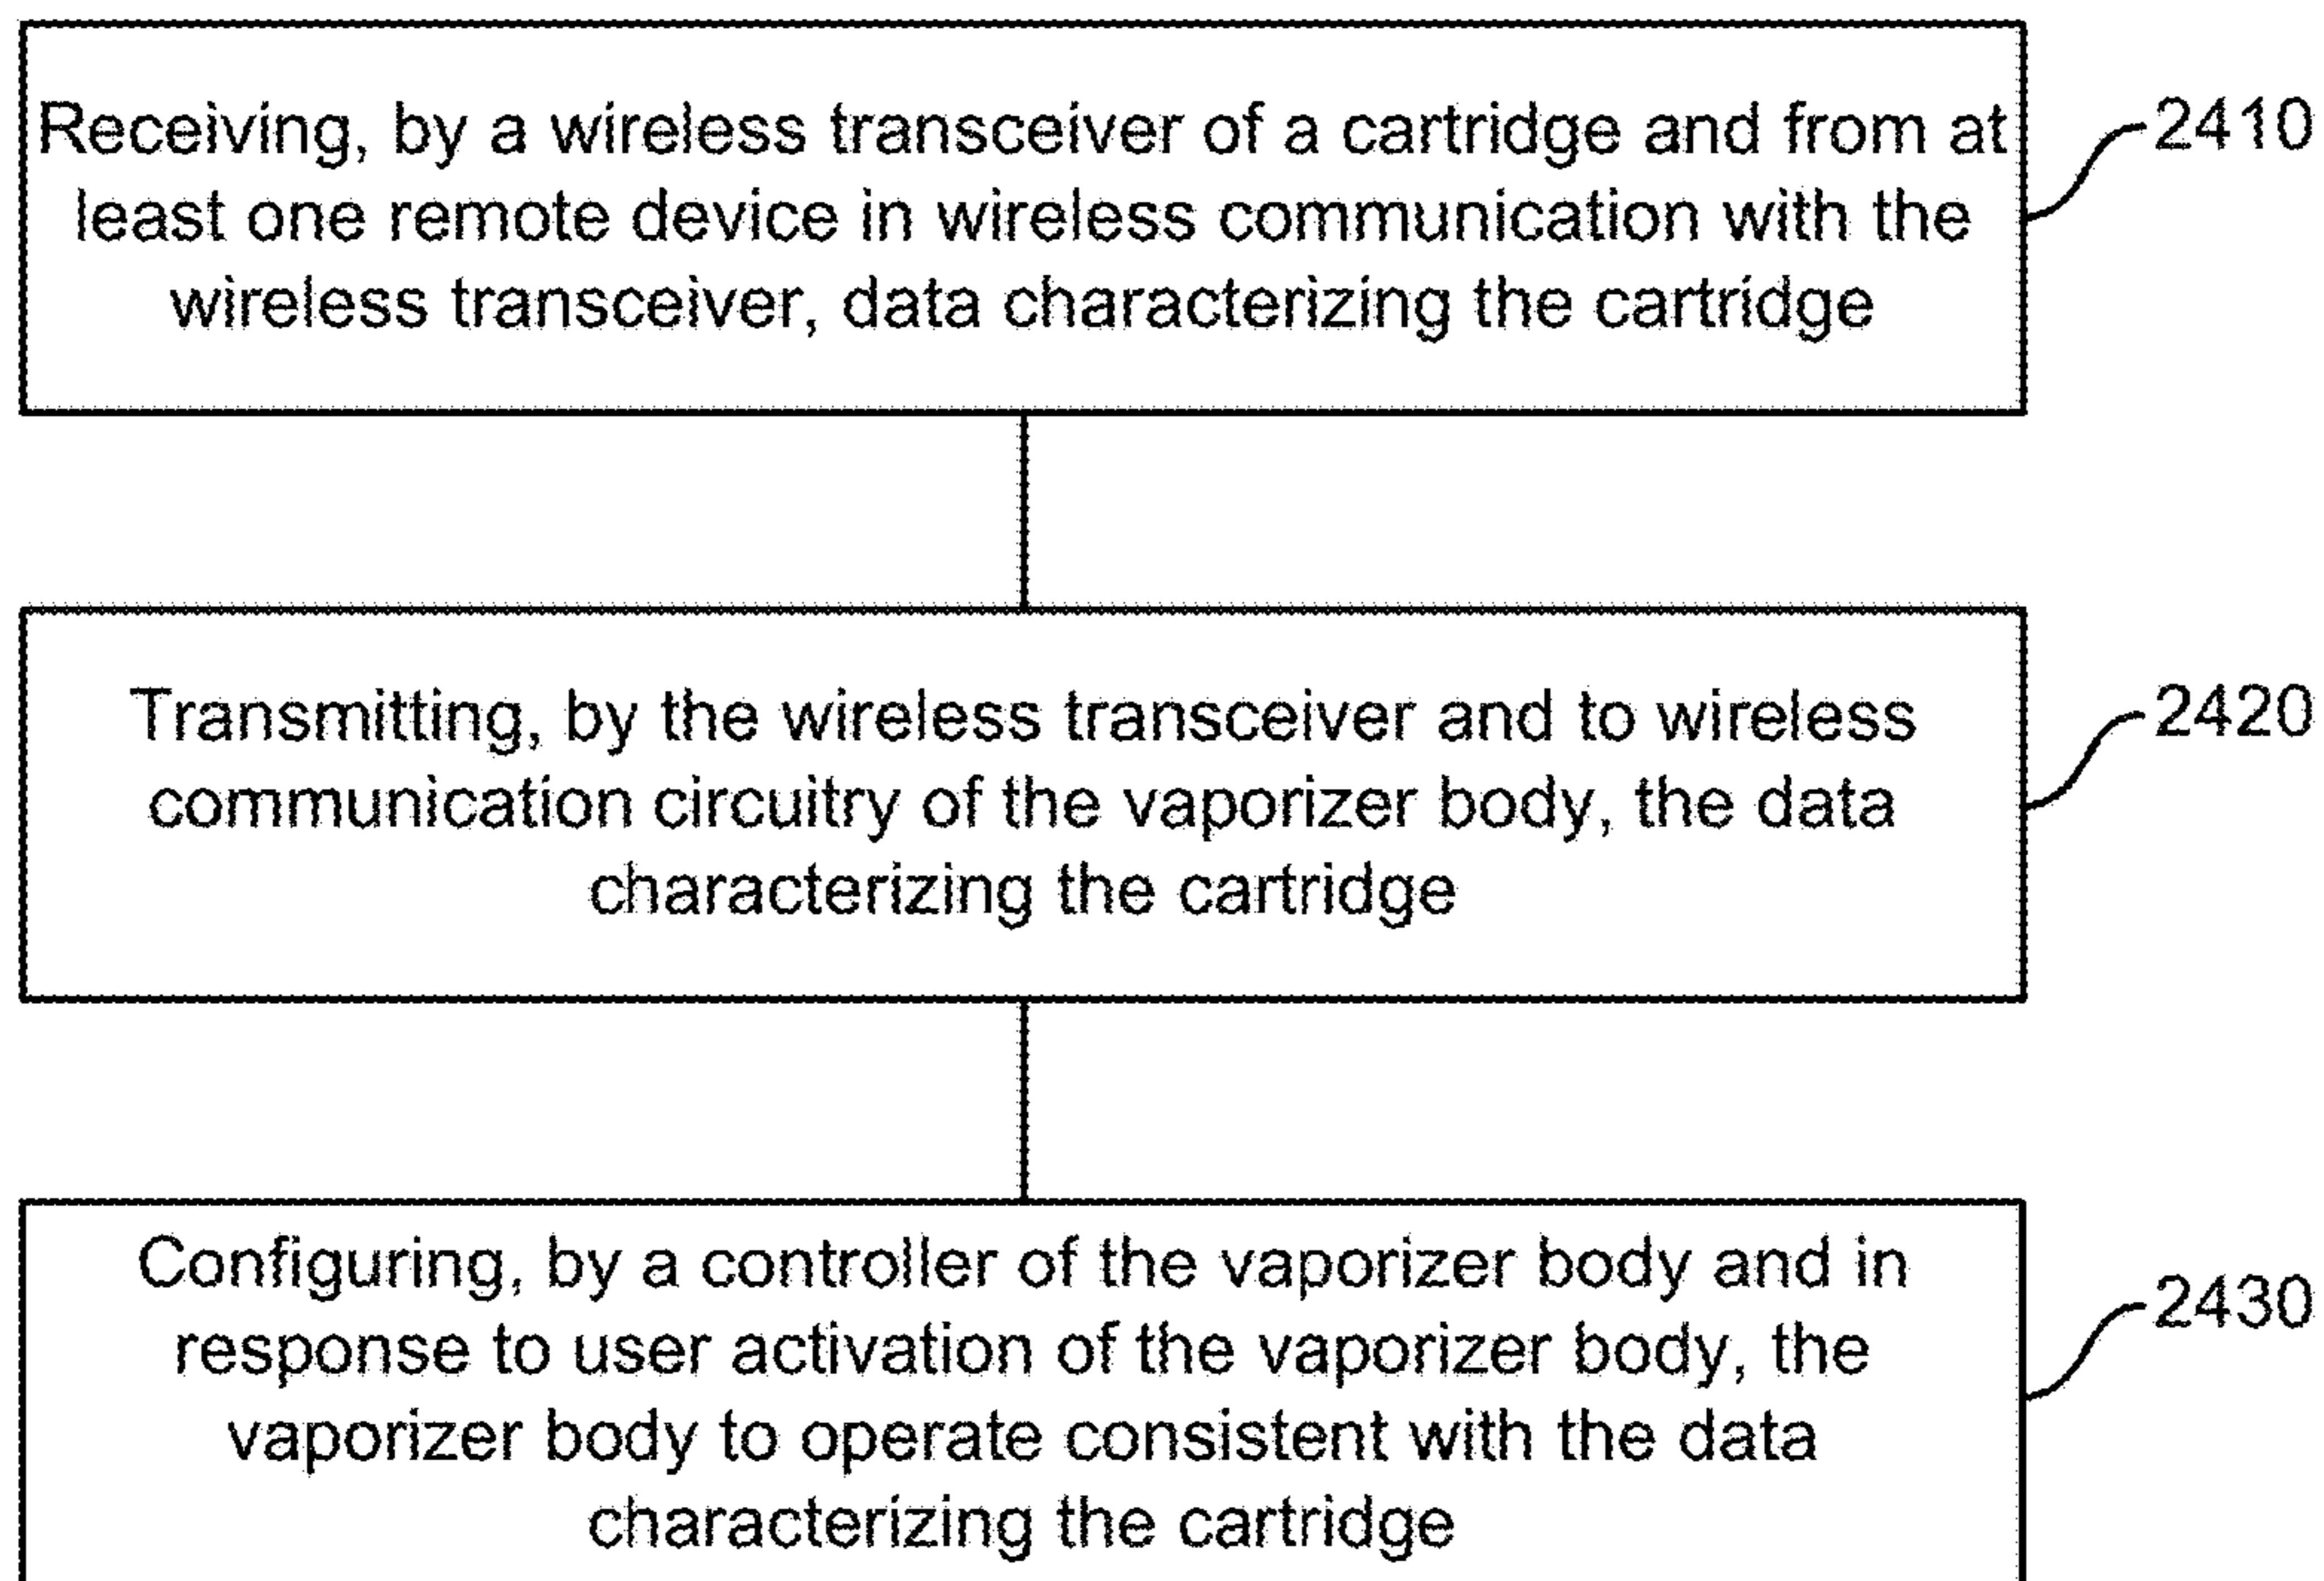 Receiving, by a wireless transceiver of a cartridge and from at
least one remote device in wireless communication with the
wireless transceiver, data characterizing the cartridge
2410
Transmitting, by the wireless transceiver and to wireless
communication circuitry of the vaporizer body, the data
characterizing the cartridge
2420
Configuring, by a controller of the vaporizer body and in
response to user activation of the vaporizer body, the
vaporizer body to operate consistent with the data
characterizing the cartridge
2430